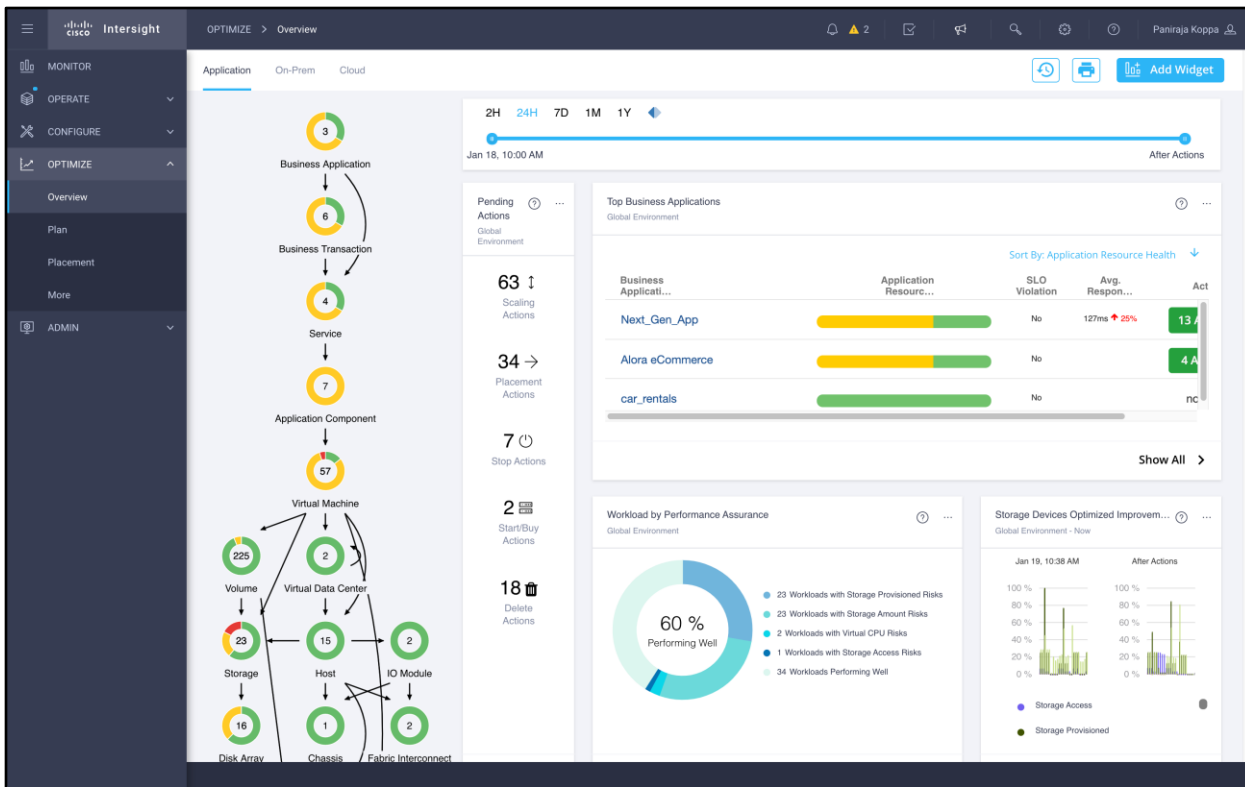 cisco Intersight
OPTIMIZE > Overview
2
Paniraja Koppa
MONITOR
OPERATE
CONFIGURE
OPTIMIZE
Overview
Plan
Placement
More
ADMIN
Application On-Prem Cloud
Add Widget
3
Business Application
6
Business Transaction
4
Service
7
Application Component
57
Virtual Machine
225
Volume
2
Virtual Data Center
23
Storage
15
Host
2
IO Module
16
Disk Array
1
Chassis
2
Fabric Interconnect
2H 24H 7D 1M 1Y
Jan 18, 10:00 AM
After Actions
Pending
Actions
Global
Environment
63
Scaling
Actions
34
Placement
Actions
7
Stop Actions
2
Start/Buy
Actions
18
Delete
Actions
Top Business Applications
Global Environment
Sort By: Application Resource Health
Business
Applicati...
Application
Resourc...
SLO
Violation
Avg.
Respon...
Act
Next_Gen_App No 127ms 25% 13 A
Alora eCommerce No 4 A
car_rentals No no
Show All >
Workload by Performance Assurance
Global Environment
60 %
Performing Well
23 Workloads with Storage Provisioned Risks
23 Workloads with Storage Amount Risks
2 Workloads with Virtual CPU Risks
1 Workloads with Storage Access Risks
34 Workloads Performing Well
Storage Devices Optimized Improvem...
Global Environment - Now
Jan 19, 10:38 AM
After Actions
100 % 100 %
80 % 80 %
60 % 60 %
40 % 40 %
20 % 20 %
0 % 0 %
Storage Access
Storage Provisioned